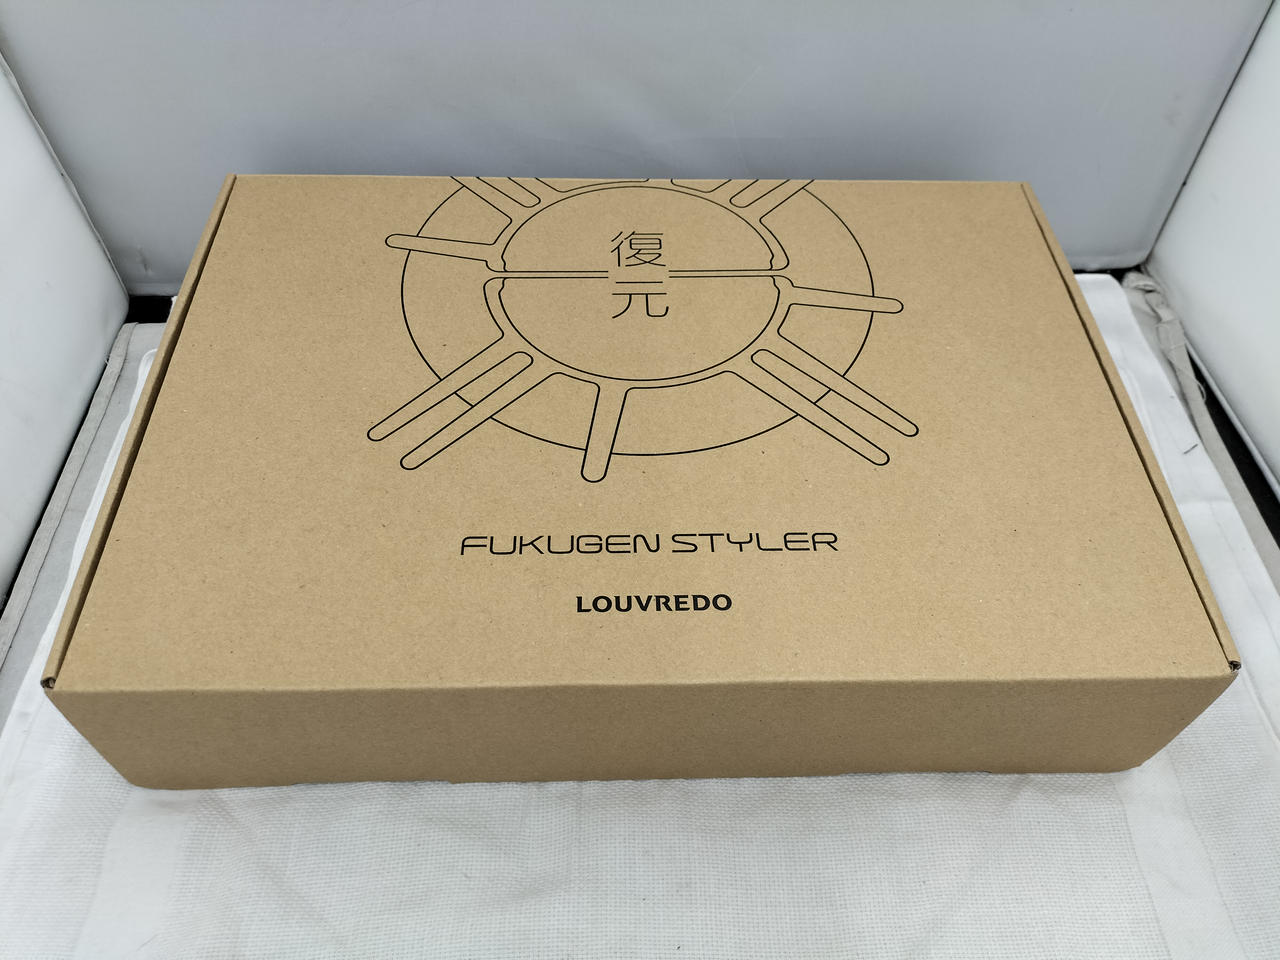 復
元
FUKUGEN STYLER
LOUVREDO